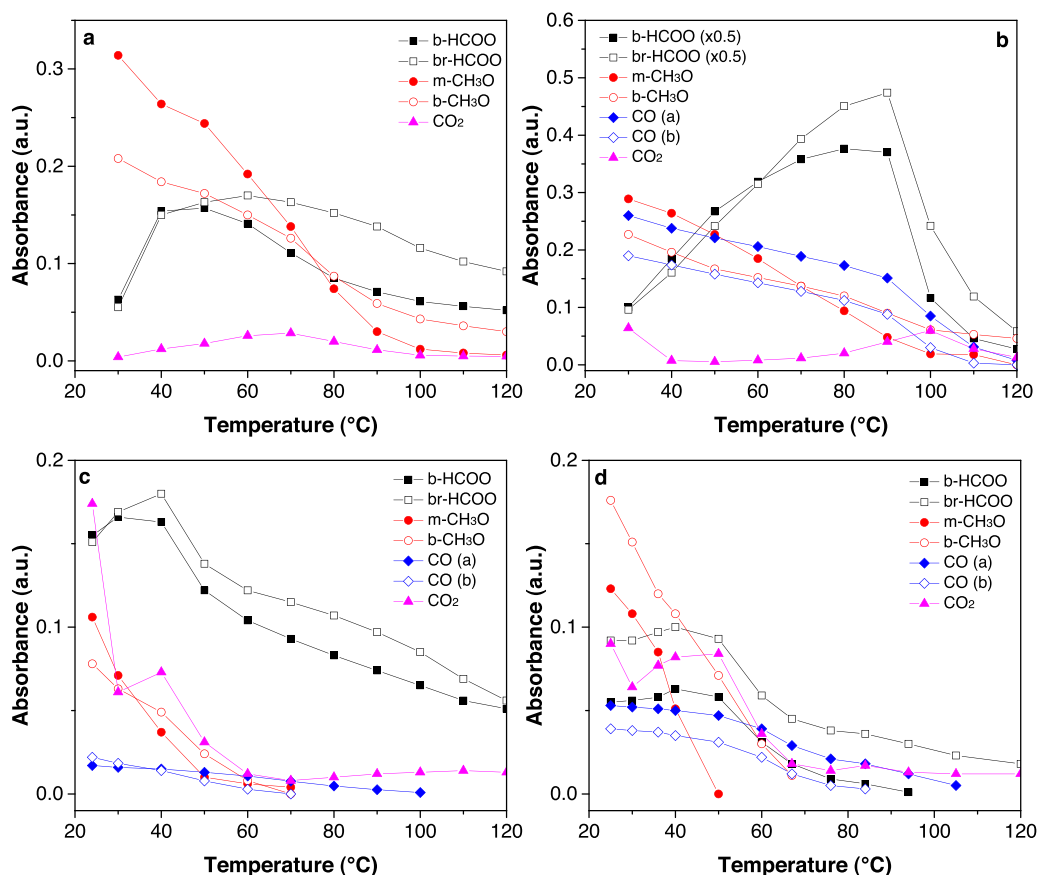 a
b-HCOO
br-HCOO
m-CH₃O
b-CH₃O
CO₂
0.3
0.2
0.1
0.0
Absorbance (a.u.)
20 40 60 80 100 120
Temperature (°C)
b
b-HCOO (x0.5)
br-HCOO (x0.5)
m-CH₃O
b-CH₃O
CO (a)
CO (b)
CO₂
0.6
0.5
0.4
0.3
0.2
0.1
0.0
Absorbance (a.u.)
20 40 60 80 100 120
Temperature (°C)
c
b-HCOO
br-HCOO
m-CH₃O
b-CH₃O
CO (a)
CO (b)
CO₂
0.2
0.1
0.0
Absorbance (a.u.)
20 40 60 80 100 120
Temperature (°C)
d
b-HCOO
br-HCOO
m-CH₃O
b-CH₃O
CO (a)
CO (b)
CO₂
0.2
0.1
0.0
Absorbance (a.u.)
20 40 60 80 100 120
Temperature (°C)